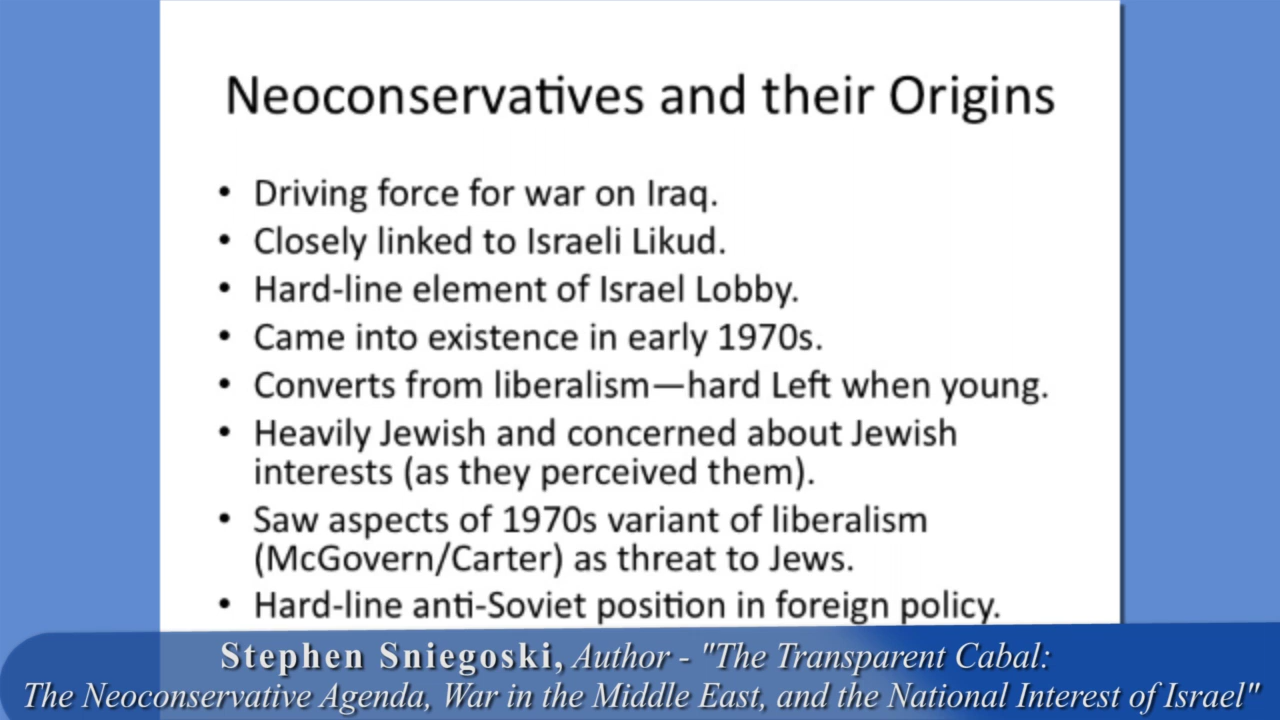 Neoconservatives and their Origins
• Driving force for war on Iraq.
• Closely linked to Israeli Likud.
• Hard-line element of Israel Lobby.
• Came into existence in early 1970s.
• Converts from liberalism—hard Left when young.
• Heavily Jewish and concerned about Jewish
interests (as they perceived them).
• Saw aspects of 1970s variant of liberalism
(McGovern/Carter) as threat to Jews.
• Hard-line anti-Soviet position in foreign policy.
Stephen Sniegoski, Author - "The Transparent Cabal:
The Neoconservative Agenda, War in the Middle East, and the National Interest of Israel"